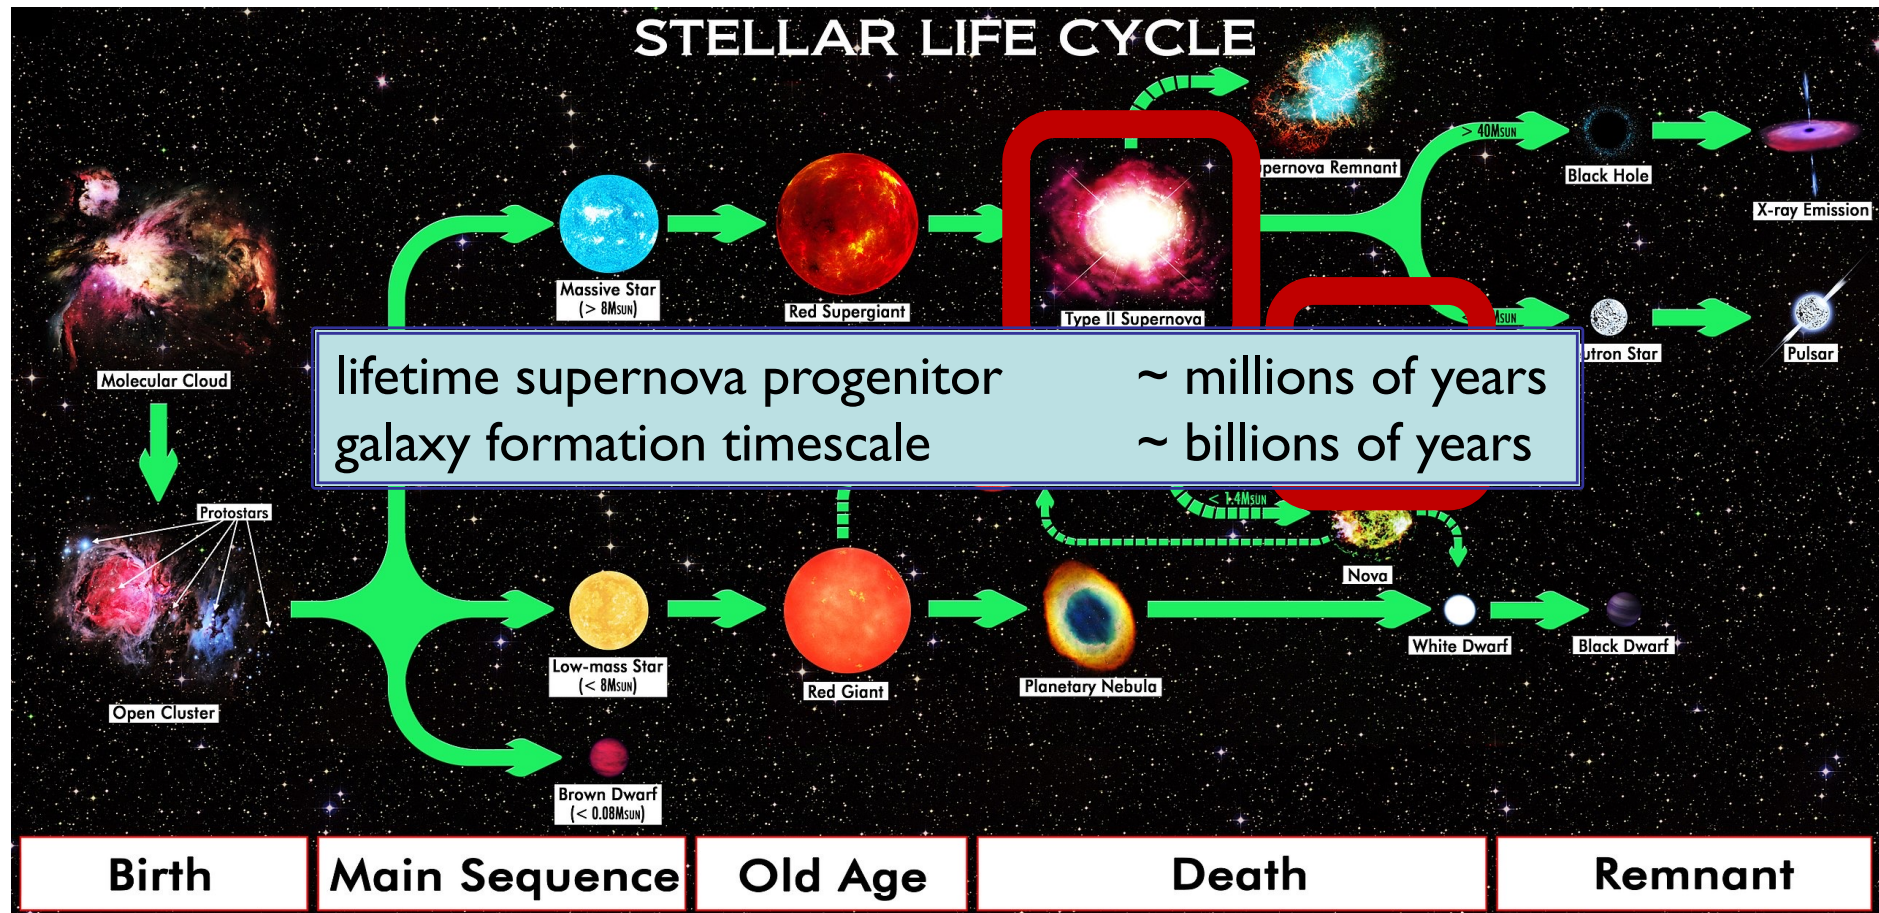 STELLAR LIFE CYCLE
> 40MSUN
pernova Remnant
Black Hole
X-ray Emission
Massive Star
(> 8MSUN)
Red Supergiant
Type II Supernova
MSUN
utron Star
Pulsar
Molecular Cloud
lifetime supernova progenitor ~ millions of years
galaxy formation timescale ~ billions of years
< 1.4MSUN
Protostars
Nova
Low-mass Star
(< 8MSUN)
Red Giant
Planetary Nebula
White Dwarf
Black Dwarf
Open Cluster
Brown Dwarf
(< 0.08MSUN)
Birth
Main Sequence
Old Age
Death
Remnant